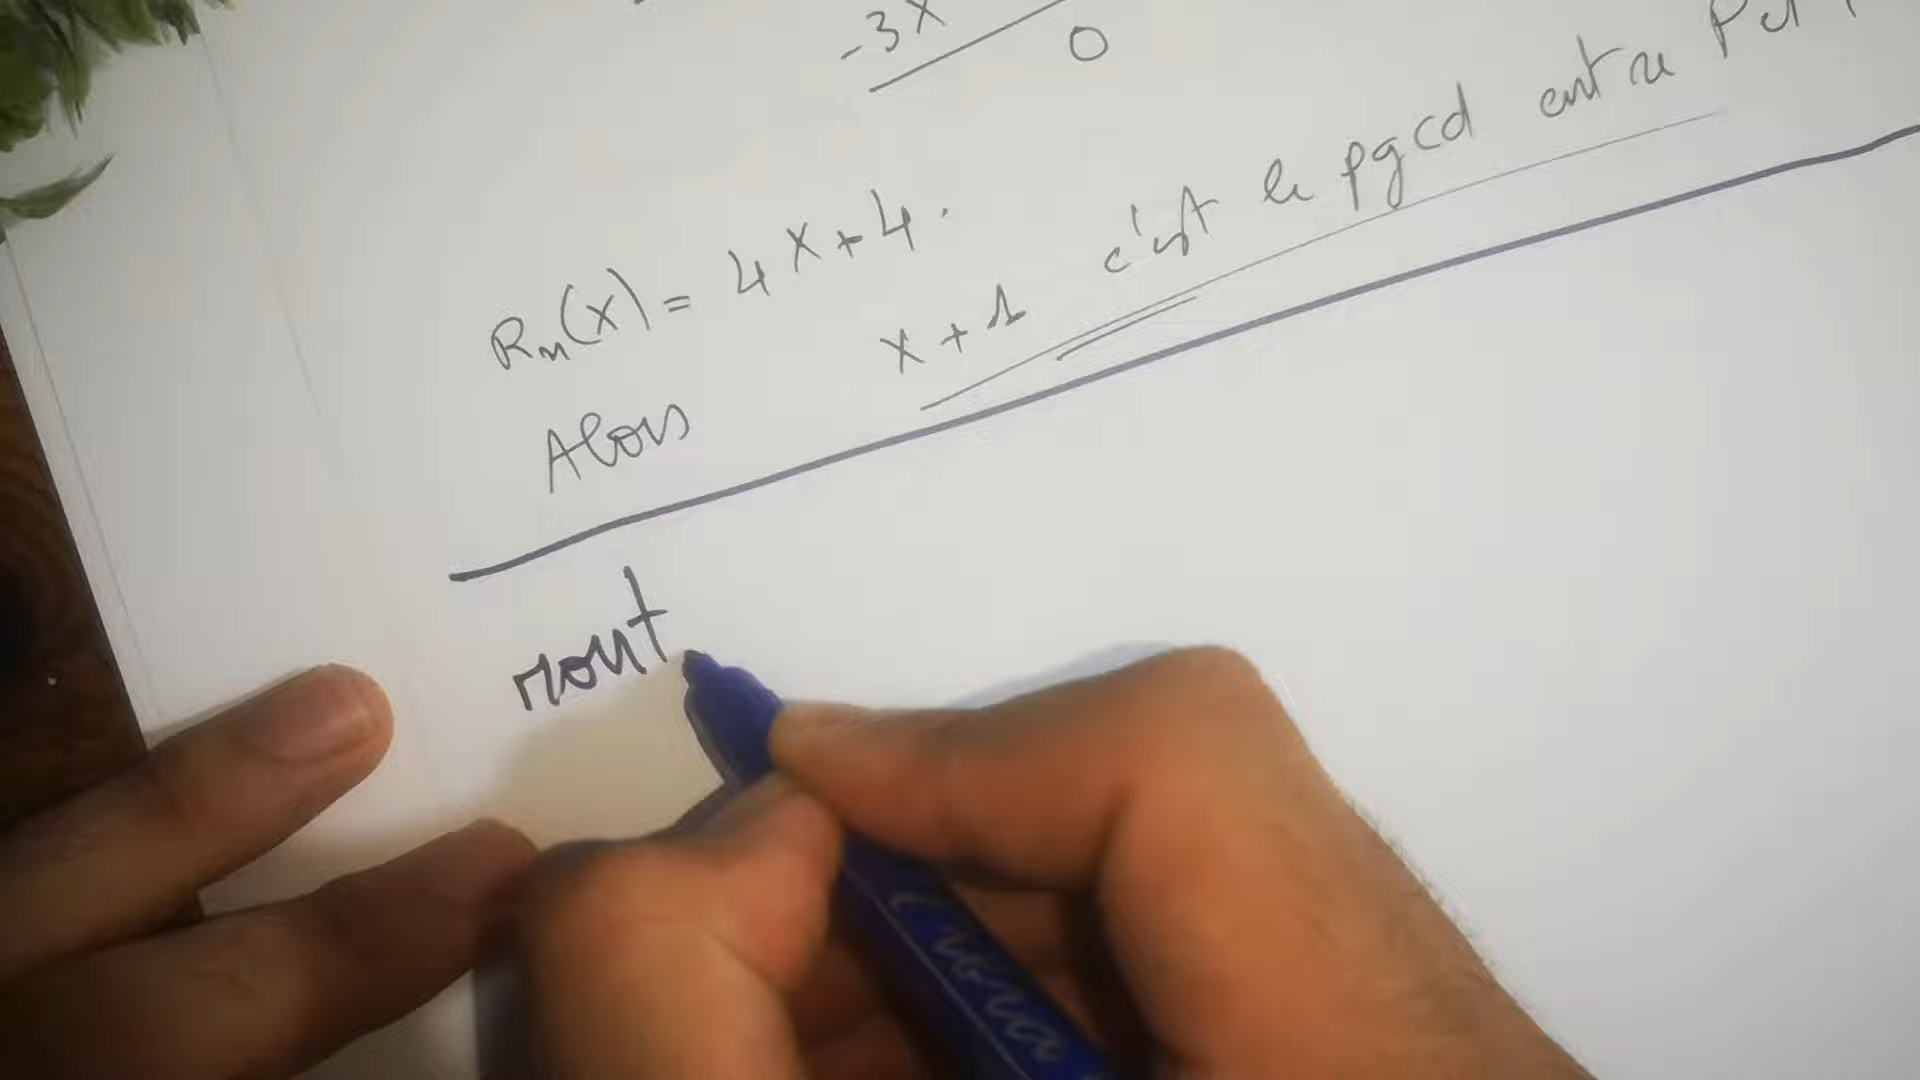 -3X
0
Rn(X) = 4X+4.
Alors X+1 c'est le pgcd entre P et
mont